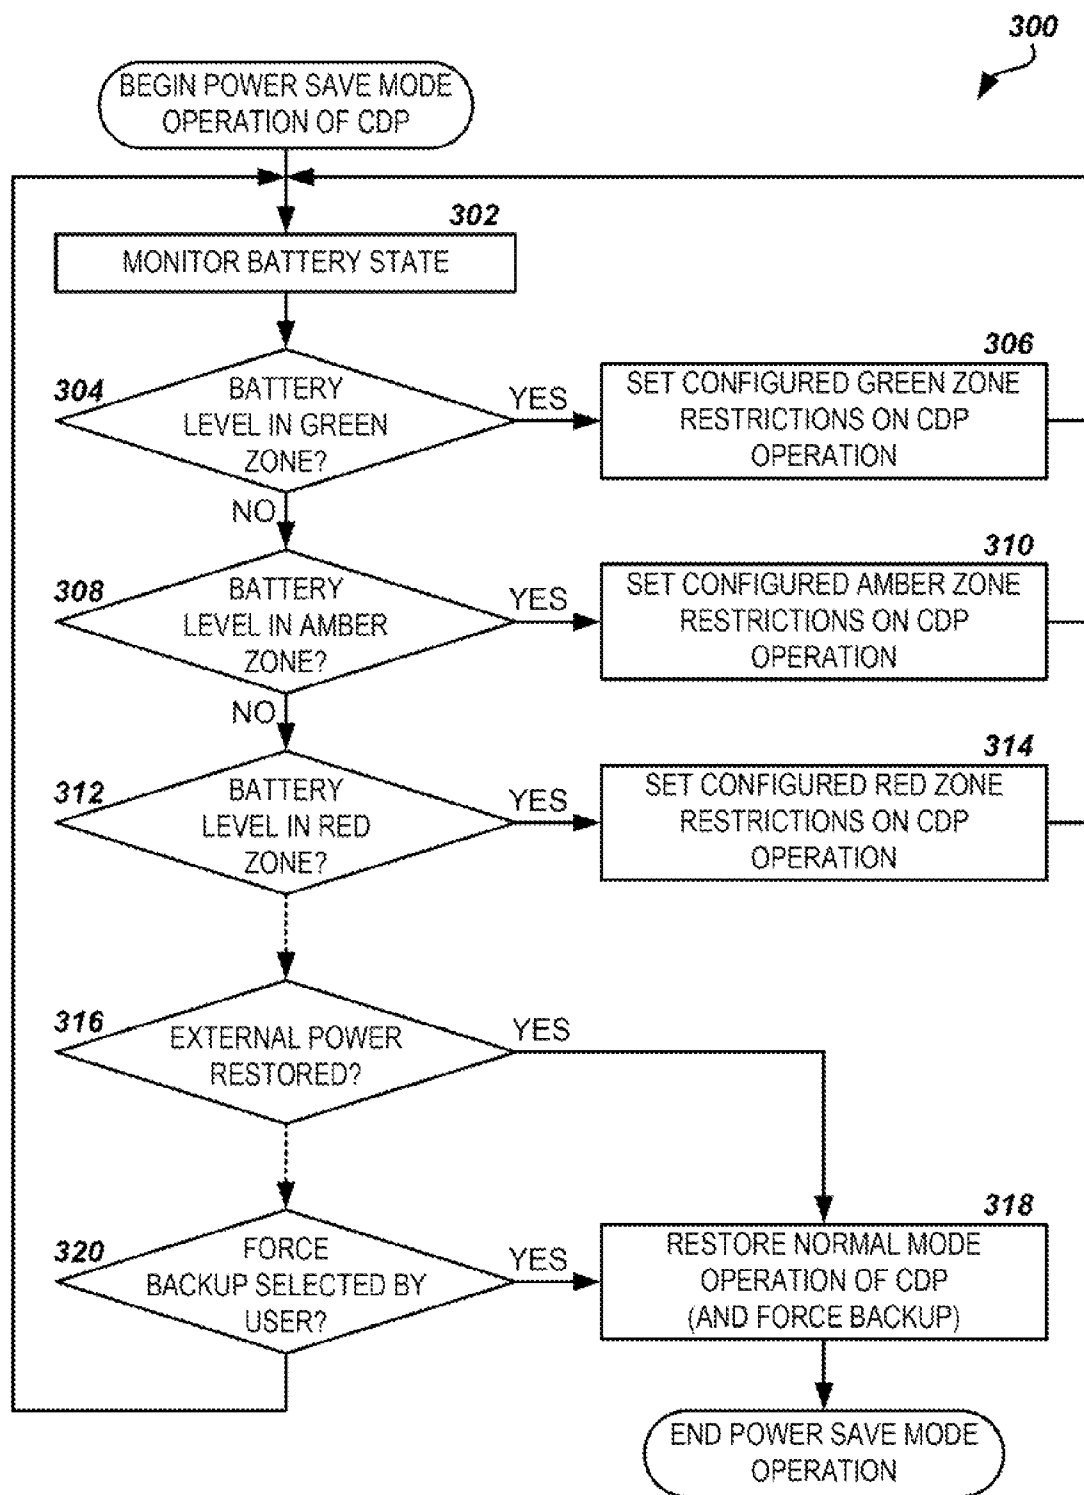 300
BEGIN POWER SAVE MODE
OPERATION OF CDP
302
MONITOR BATTERY STATE
304
BATTERY
LEVEL IN GREEN
ZONE?
YES
306
SET CONFIGURED GREEN ZONE
RESTRICTIONS ON CDP
OPERATION
NO
308
BATTERY
LEVEL IN AMBER
ZONE?
YES
310
SET CONFIGURED AMBER ZONE
RESTRICTIONS ON CDP
OPERATION
NO
312
BATTERY
LEVEL IN RED
ZONE?
YES
314
SET CONFIGURED RED ZONE
RESTRICTIONS ON CDP
OPERATION
316
EXTERNAL POWER
RESTORED?
YES
320
FORCE
BACKUP SELECTED BY
USER?
YES
318
RESTORE NORMAL MODE
OPERATION OF CDP
(AND FORCE BACKUP)
END POWER SAVE MODE
OPERATION